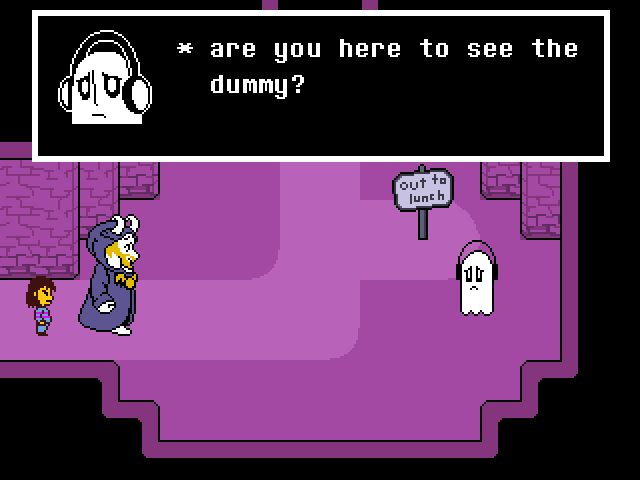 * are you here to see the
dummy?
out to
lunch